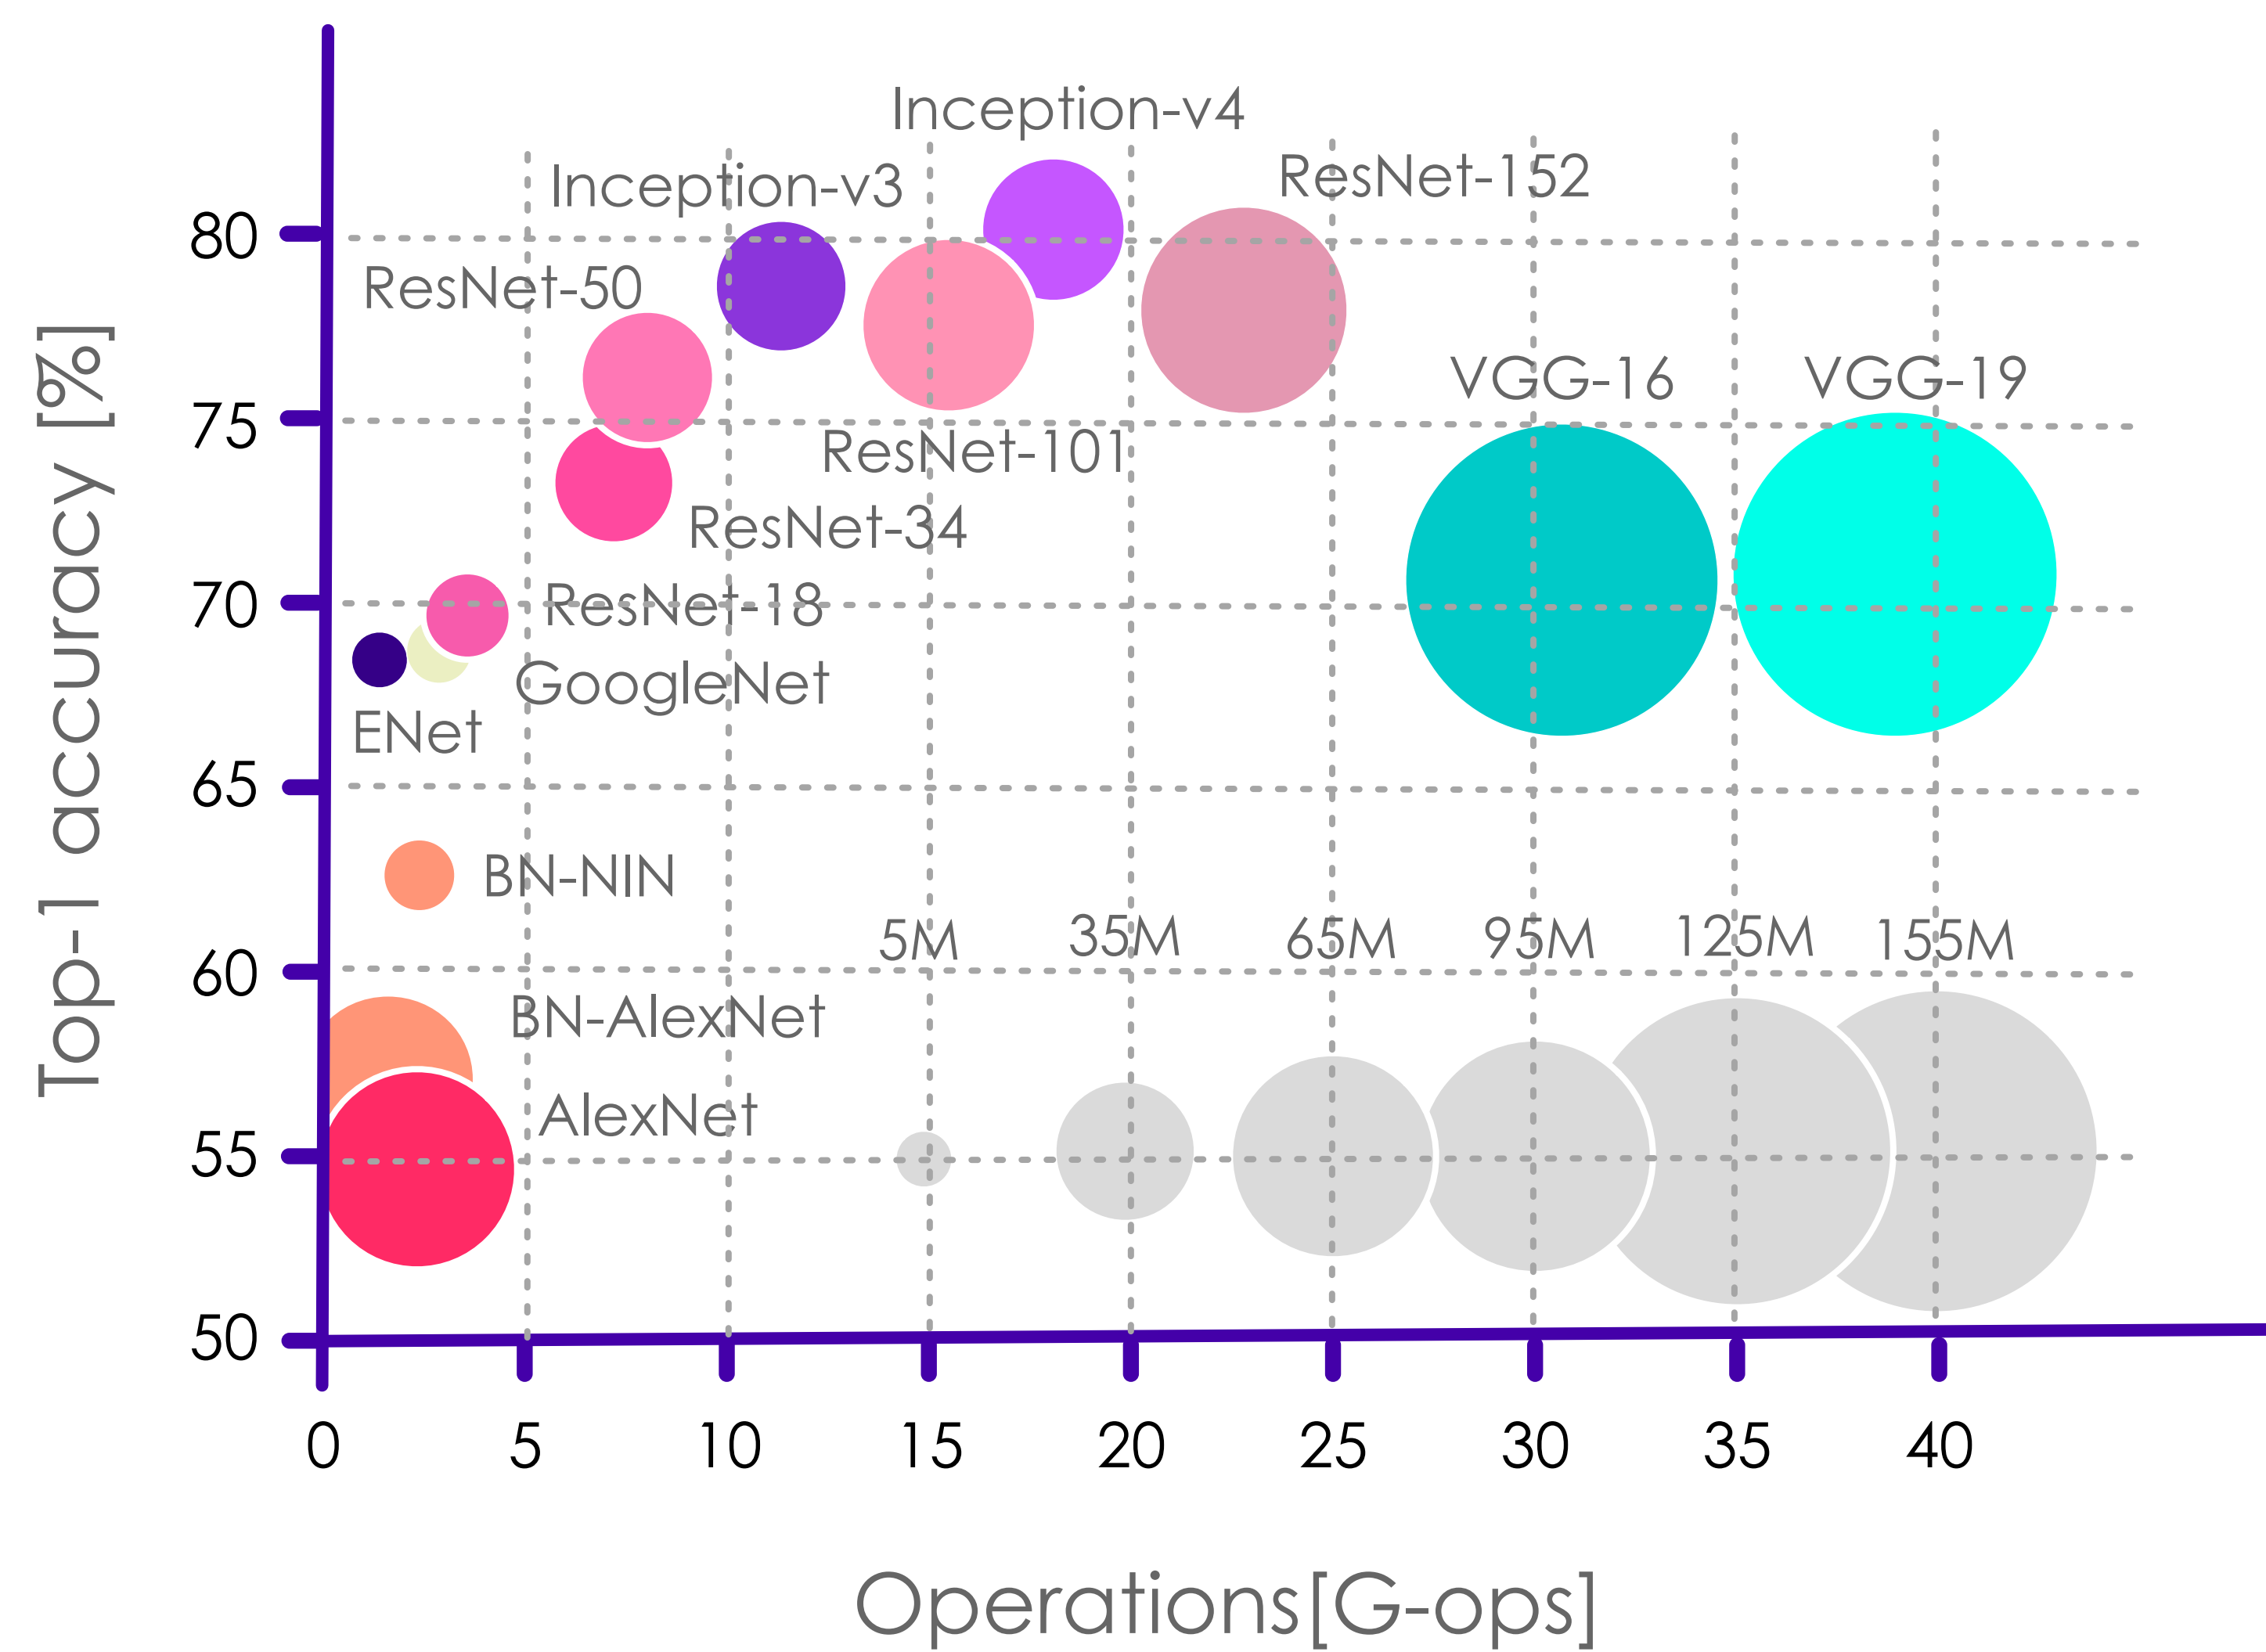 Inception-v4
Inception-v3
ResNet-152
80
ResNet-50
VGG-16
VGG-19
75
ResNet-101
ResNet-34
70
ResNet-18
GoogleNet
ENet
65
BN-NIN
5M
35M
65M
95M
125M
155M
60
BN-AlexNet
AlexNet
55
50
Top-1 accuracy [%]
0
5
10
15
20
25
30
35
40
Operations[G-ops]